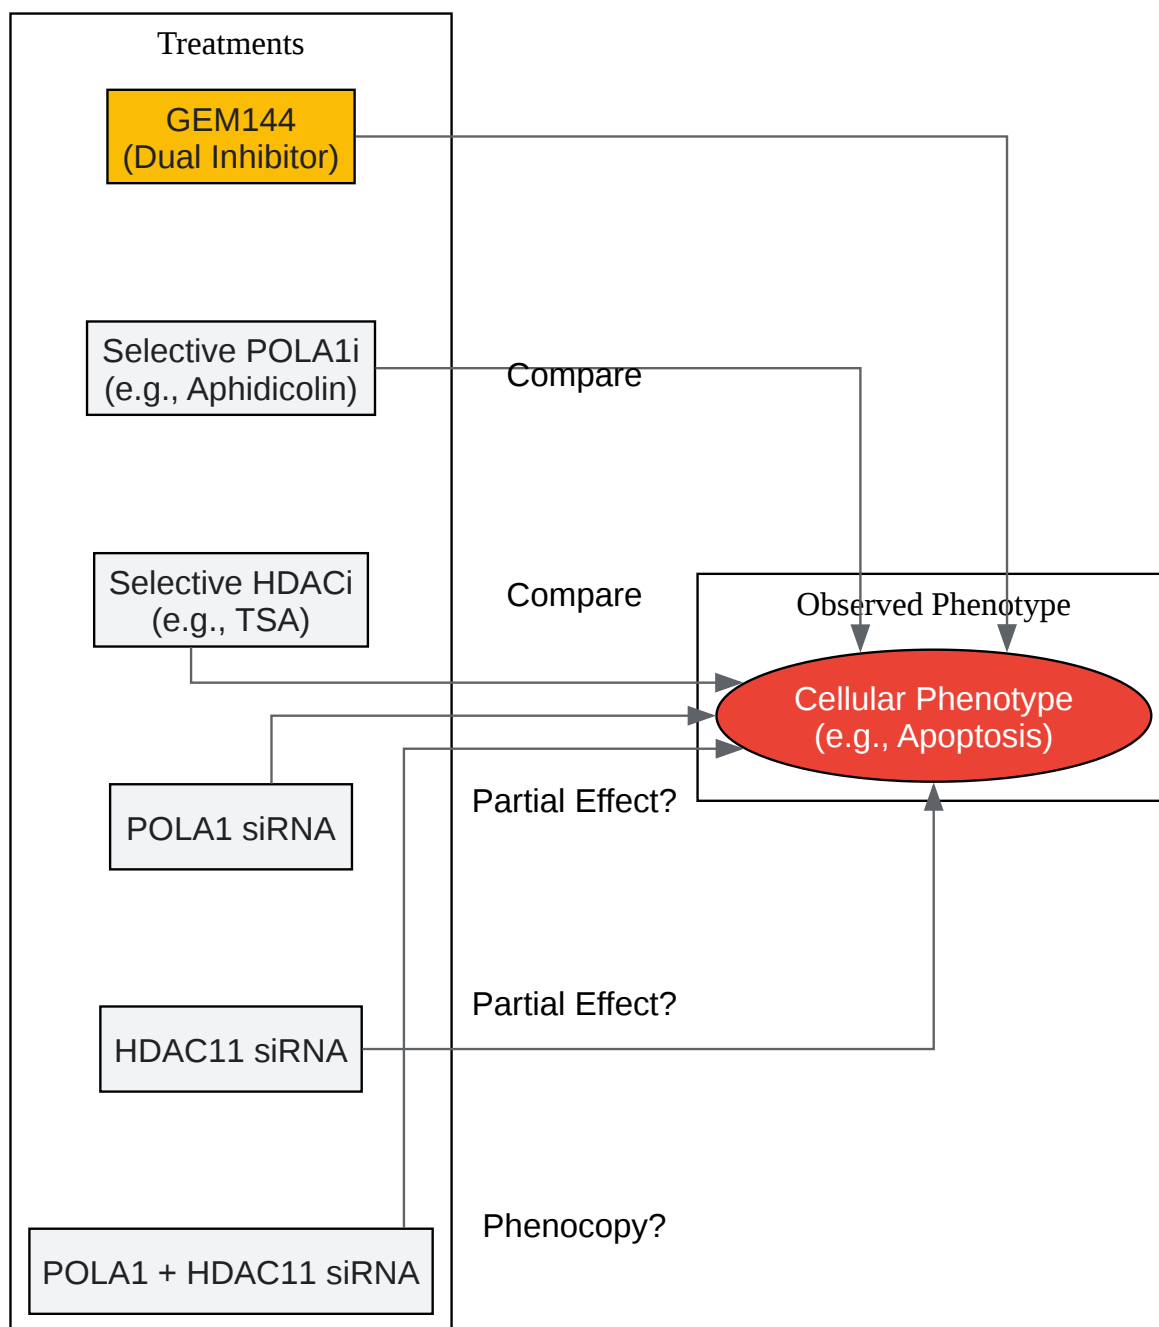 Treatments
GEM144
(Dual Inhibitor)
Selective POLA1i
(e.g., Aphidicolin)
Compare
Selective HDACi
(e.g., TSA)
Compare
Observed Phenotype
Cellular Phenotype
(e.g., Apoptosis)
POLA1 siRNA
Partial Effect?
HDAC11 siRNA
Partial Effect?
POLA1 + HDAC11 siRNA
Phenocopy?